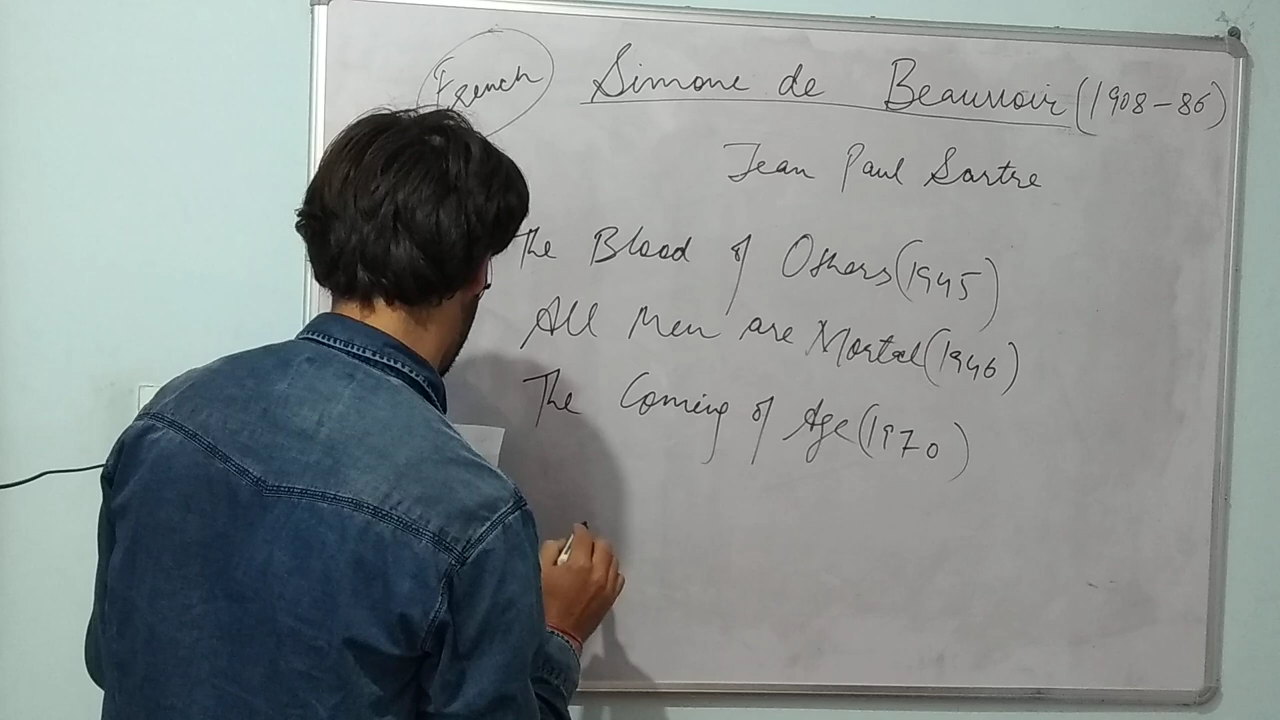 French
Simone de Beauvoir (1908-86)
Jean Paul Sartre
The Blood of Others (1945)
All Men are Mortal (1946)
The Coming of Age (1970)